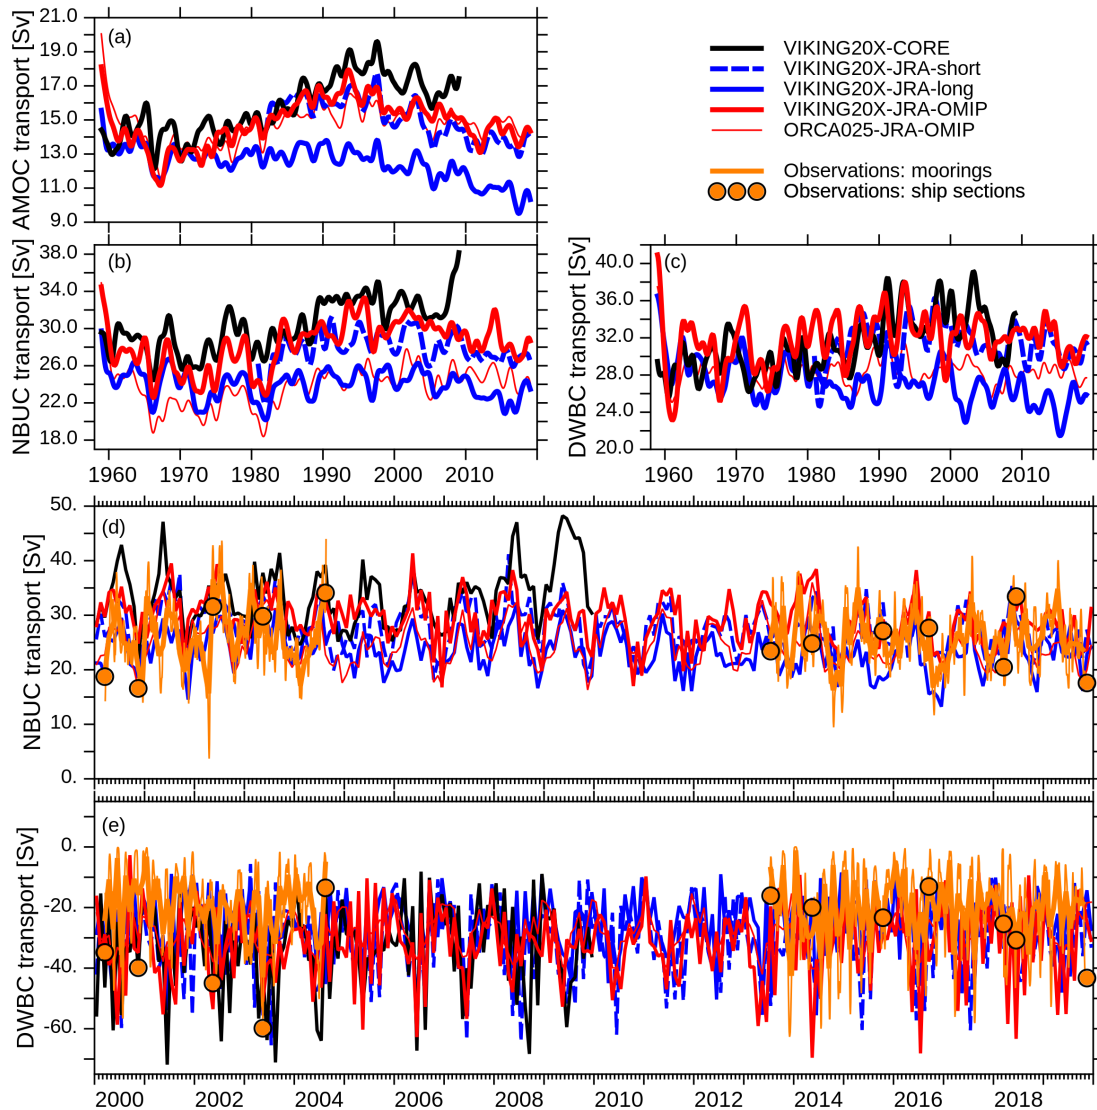 AMOC transport [Sv]
21.0
19.0
17.0
15.0
13.0
11.0
9.0
(a)
VIKING20X-CORE
VIKING20X-JRA-short
VIKING20X-JRA-long
VIKING20X-JRA-OMIP
ORCA025-JRA-OMIP
Observations: moorings
Observations: ship sections
NBUC transport [Sv]
38.0
34.0
30.0
26.0
22.0
18.0
(b)
1960 1970 1980 1990 2000 2010
DWBC transport [Sv]
40.0
36.0
32.0
28.0
24.0
20.0
(c)
1960 1970 1980 1990 2000 2010
NBUC transport [Sv]
50.
40.
30.
20.
10.
0.
(d)
DWBC transport [Sv]
0.
-20.
-40.
-60.
(e)
2000 2002 2004 2006 2008 2010 2012 2014 2016 2018